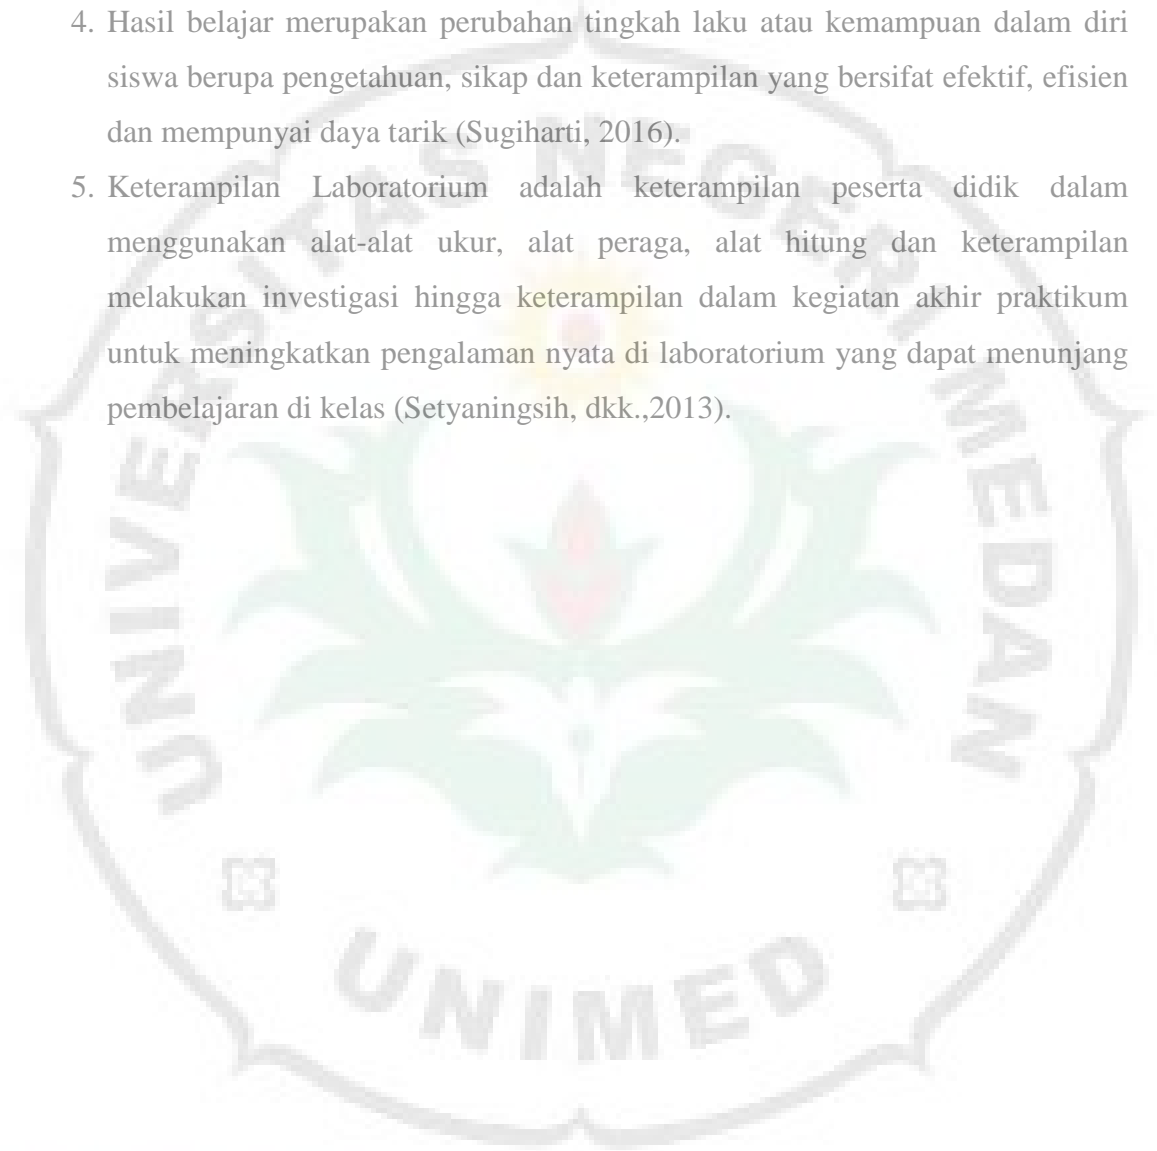 4. Hasil belajar merupakan perubahan tingkah laku atau kemampuan dalam diri
siswa berupa pengetahuan, sikap dan keterampilan yang bersifat efektif, efisien
dan mempunyai daya tarik (Sugiharti, 2016).
5. Keterampilan Laboratorium adalah keterampilan peserta didik dalam
menggunakan alat-alat ukur, alat peraga, alat hitung dan keterampilan
melakukan investigasi hingga keterampilan dalam kegiatan akhir praktikum
untuk meningkatkan pengalaman nyata di laboratorium yang dapat menunjang
pembelajaran di kelas (Setyaningsih, dkk.,2013).
UNIVERSITAS NEGERI MEDAN
UNIMED